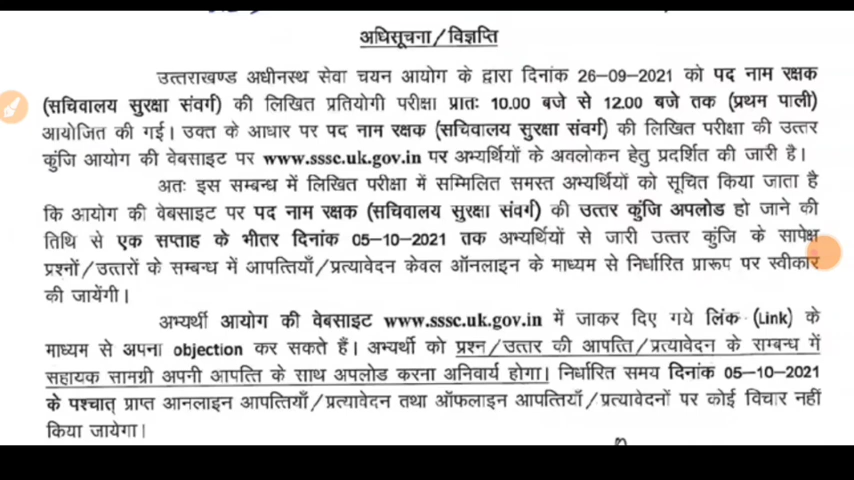 अधिसूचना/विज्ञप्ति
उत्तराखण्ड अधीनस्थ सेवा चयन आयोग के द्वारा दिनांक 26-09-2021 को पद नाम रक्षक
(सचिवालय सुरक्षा संवर्ग) की लिखित प्रतियोगी परीक्षा प्रातः 10.00 बजे से 12.00 बजे तक (प्रथम पाली)
आयोजित की गई। उक्त के आधार पर पद नाम रक्षक (सचिवालय सुरक्षा संवर्ग) की लिखित परीक्षा की उत्तर
कुंजि आयोग की वेबसाइट पर www.sssc.uk.gov.in पर अभ्यर्थियों के अवलोकन हेतु प्रदर्शित की जारी है।
अतः इस सम्बन्ध में लिखित परीक्षा में सम्मिलित समस्त अभ्यर्थियों को सूचित किया जाता है
कि आयोग की वेबसाइट पर पद नाम रक्षक (सचिवालय सुरक्षा संवर्ग) की उत्तर कुंजि अपलोड हो जाने की
तिथि से एक सप्ताह के भीतर दिनांक 05-10-2021 तक अभ्यर्थियों से जारी उत्तर कुंजि के सापेक्ष
प्रश्नों/उत्तारों के सम्बन्ध में आपत्तियाँ/प्रत्यावेदन केवल ऑनलाइन के माध्यम से निर्धारित प्रारूप पर स्वीकार
की जायेंगी।
अभ्यर्थी आयोग की वेबसाइट www.sssc.uk.gov.in में जाकर दिए गये लिंक (Link) के
माध्यम से अपना objection कर सकते हैं। अभ्यर्थी को प्रश्न/उत्तर की आपत्ति/प्रत्यावेदन के सम्बन्ध में
सहायक सामग्री अपनी आपत्ति के साथ अपलोड करना अनिवार्य होगा। निर्धारित समय दिनांक 05-10-2021
के पश्चात् प्राप्त आनलाइन आपत्तियाँ/प्रत्यावेदन तथा ऑफलाइन आपत्तियाँ/प्रत्यावेदनों पर कोई विचार नहीं
किया जायेगा।